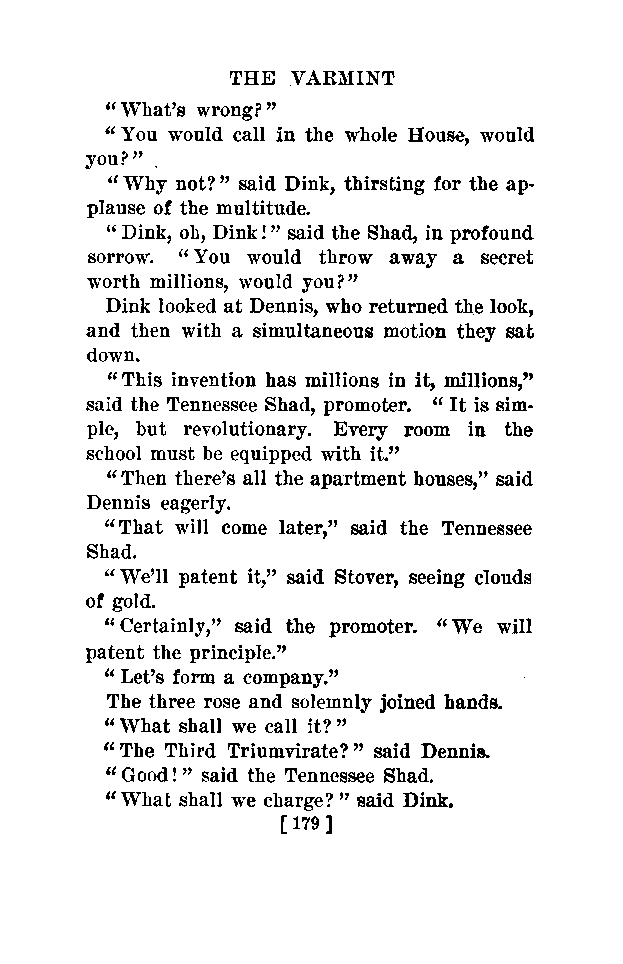 THE VARMINT
“What’s wrong?”
“You would call in the whole House, would
you?”
“Why not?” said Dink, thirsting for the ap-
plause of the multitude.
“Dink, oh, Dink!” said the Shad, in profound
sorrow. “You would throw away a secret
worth millions, would you?”
Dink looked at Dennis, who returned the look,
and then with a simultaneous motion they sat
down.
“This invention has millions in it, millions,”
said the Tennessee Shad, promoter. “It is sim-
ple, but revolutionary. Every room in the
school must be equipped with it.”
“Then there’s all the apartment houses,” said
Dennis eagerly.
“That will come later,” said the Tennessee
Shad.
“We’ll patent it,” said Stover, seeing clouds
of gold.
“Certainly,” said the promoter. “We will
patent the principle.”
“Let’s form a company.”
The three rose and solemnly joined hands.
“What shall we call it?”
“The Third Triumvirate?” said Dennis.
“Good!” said the Tennessee Shad.
“What shall we charge?” said Dink.
[179]